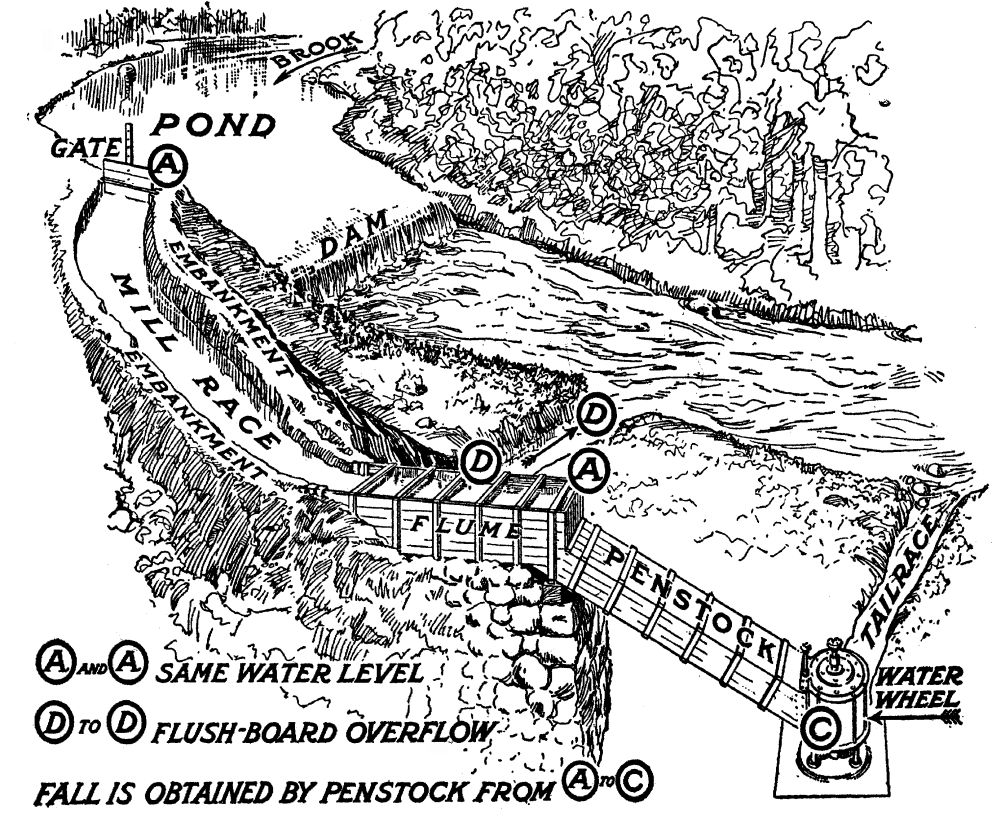 BROOK
POND
GATE
A
DAM
EMBANKMENT
MILL RACE
EMBANKMENT
D
D
A
FLUME
PENSTOCK
TAILRACE
WATER
WHEEL
C
A AND A SAME WATER LEVEL
D TO D FLUSH-BOARD OVERFLOW
FALL IS OBTAINED BY PENSTOCK FROM A TO C